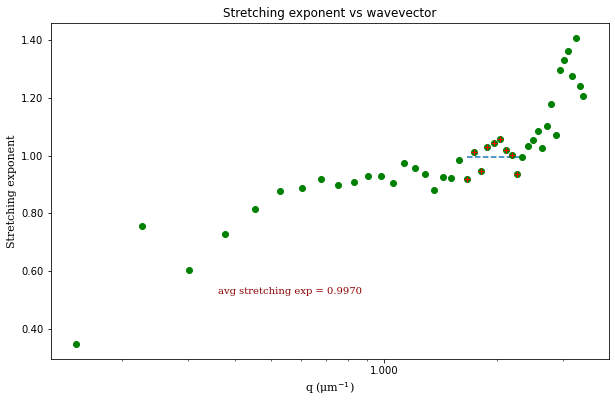 Stretching exponent vs wavevector
1.40
1.20
1.00
0.80
0.60
0.40
Stretching exponent
avg stretching exp = 0.9970
1.000
q (μm⁻¹)